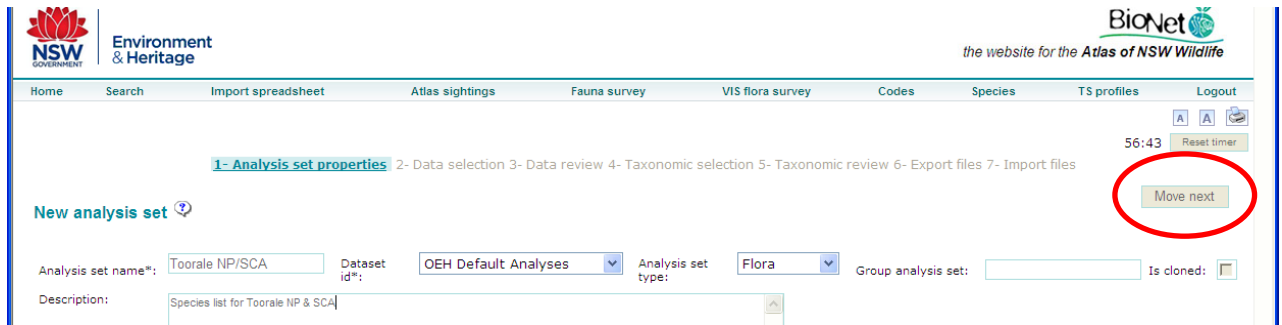 NSW
GOVERNMENT
Environment
& Heritage
BioNet
the website for the Atlas of NSW Wildlife
Home Search Import spreadsheet Atlas sightings Fauna survey VIS flora survey Codes Species TS profiles Logout
A A
56:43 Reset timer
1- Analysis set properties 2- Data selection 3- Data review 4- Taxonomic selection 5- Taxonomic review 6- Export files 7- Import files
Move next
New analysis set ?
Analysis set name*: Toorale NP/SCA Dataset id*: OEH Default Analyses Analysis set type: Flora Group analysis set: Is cloned:
Description: Species list for Toorale NP & SCA